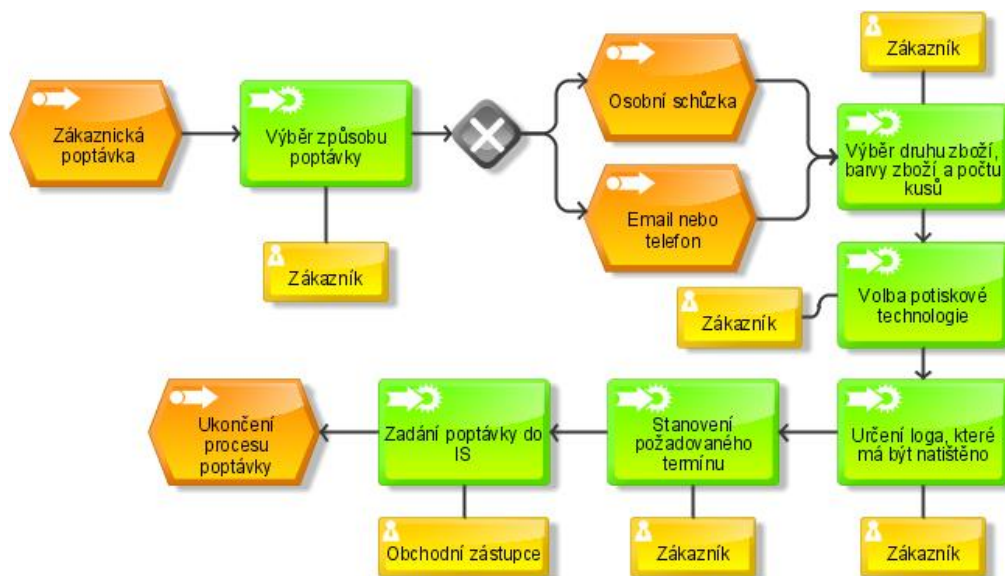 Zákaznická
poptávka
Výběr způsobu
poptávky
Zákazník
Osobní schůzka
Email nebo
telefon
Zákazník
Výběr druhu zboží,
barvy zboží a počtu
kusů
Volba potiskové
technologie
Zákazník
Určení loga, které
má být natištěno
Zákazník
Stanovení
požadovaného
termínu
Zákazník
Zadání poptávky do
IS
Obchodní zástupce
Ukončení
procesu
poptávky